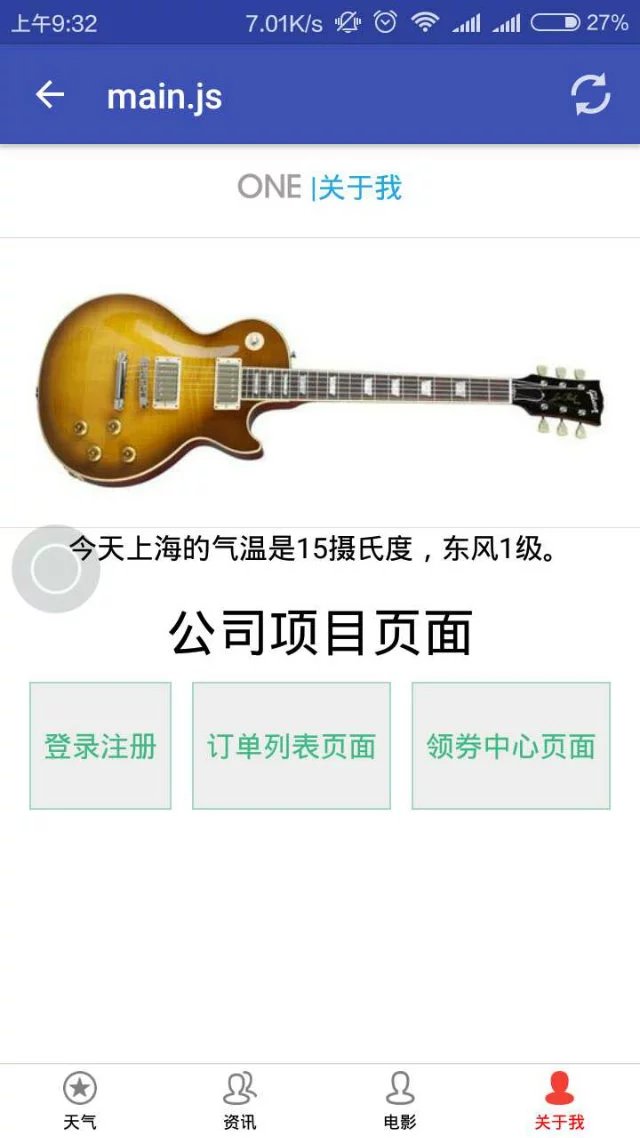 上午9:32 7.01K/s 27%
main.js
ONE |关于我
Gibson
今天上海的气温是15摄氏度，东风1级。
公司项目页面
登录注册 订单列表页面 领券中心页面
天气 资讯 电影 关于我